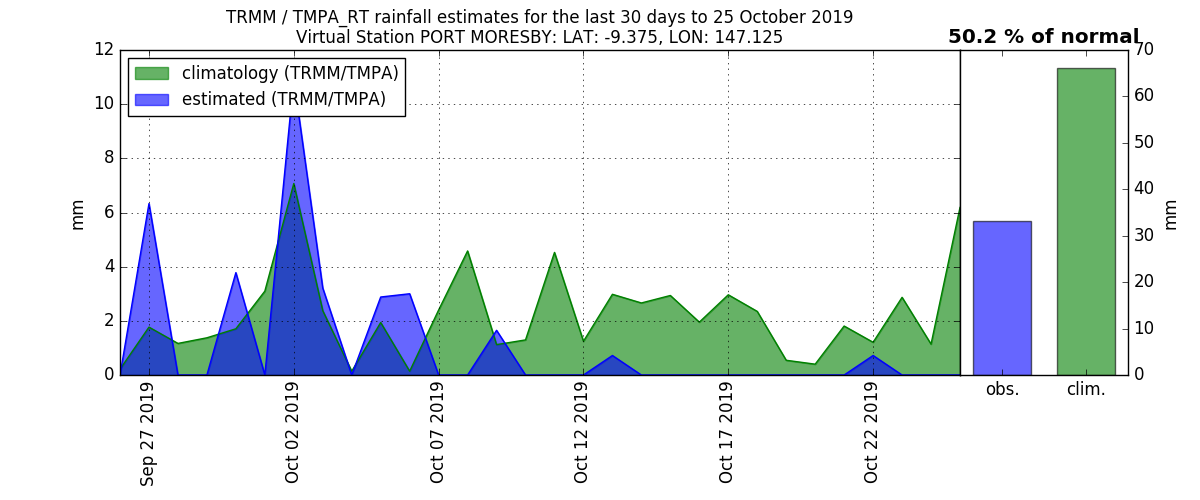 TRMM / TMPA_RT rainfall estimates for the last 30 days to 25 October 2019
Virtual Station PORT MORESBY: LAT: -9.375, LON: 147.125
50.2 % of normal
climatology (TRMM/TMPA)
estimated (TRMM/TMPA)
12
10
8
6
4
2
0
mm
70
60
50
40
30
20
10
0
mm
Sep 27 2019
Oct 02 2019
Oct 07 2019
Oct 12 2019
Oct 17 2019
Oct 22 2019
obs.
clim.